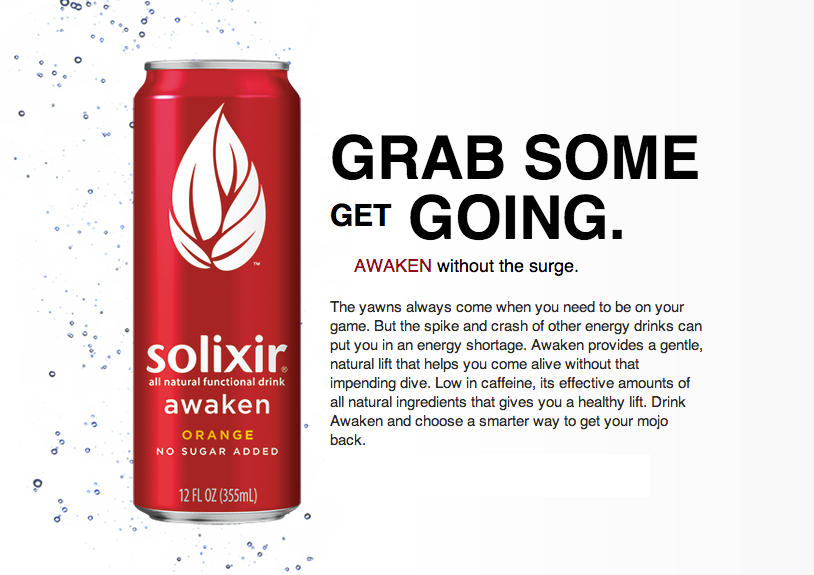 solixir®
all natural functional drink
awaken
ORANGE
NO SUGAR ADDED
12 FL OZ (355mL)
™
GRAB SOME
GET GOING.
AWAKEN without the surge.
The yawns always come when you need to be on your
game. But the spike and crash of other energy drinks can
put you in an energy shortage. Awaken provides a gentle,
natural lift that helps you come alive without that
impending dive. Low in caffeine, its effective amounts of
all natural ingredients that gives you a healthy lift. Drink
Awaken and choose a smarter way to get your mojo
back.